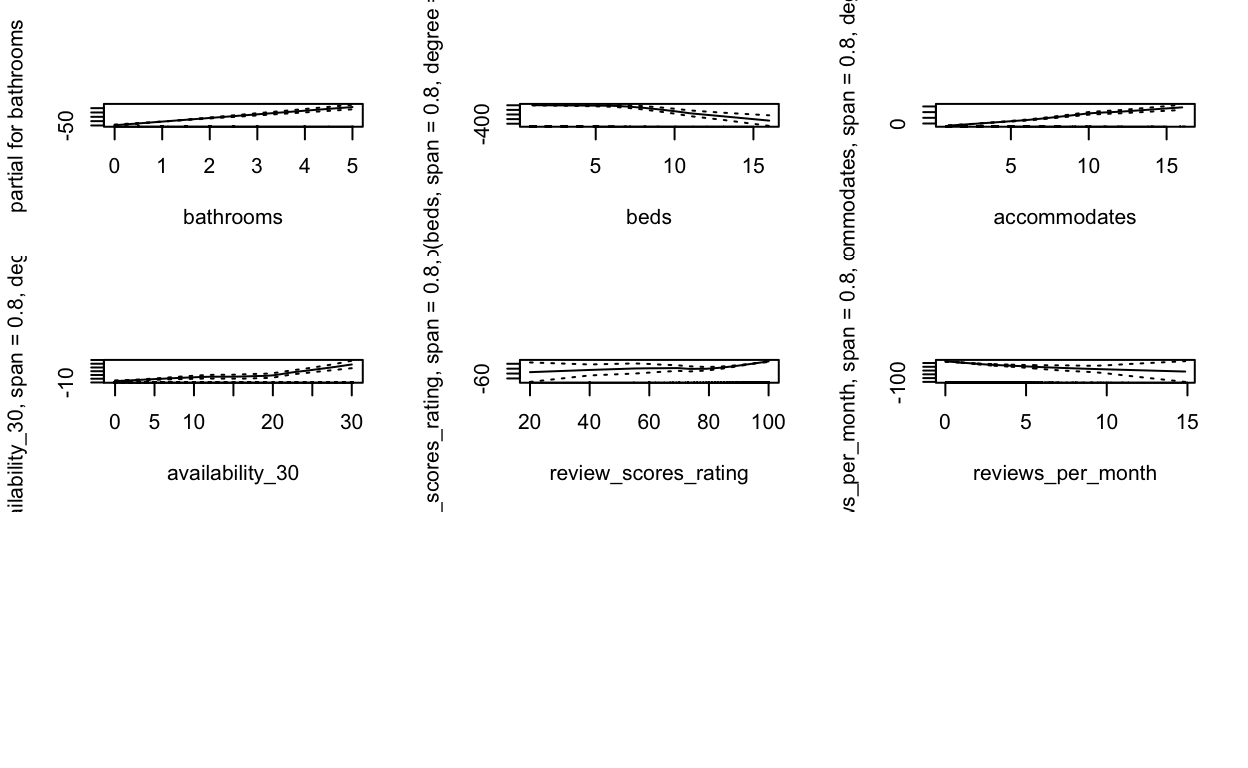 partial for bathrooms
-50
0 1 2 3 4 5
bathrooms
o(beds, span = 0.8, degree =
-400
5 10 15
beds
ommodates, span = 0.8, deg
0
5 10 15
accommodates
ailability_30, span = 0.8, deg
-10
0 5 10 20 30
availability_30
_scores_rating, span = 0.8,
-60
20 40 60 80 100
review_scores_rating
s_per_month, span = 0.8,
-100
0 5 10 15
reviews_per_month